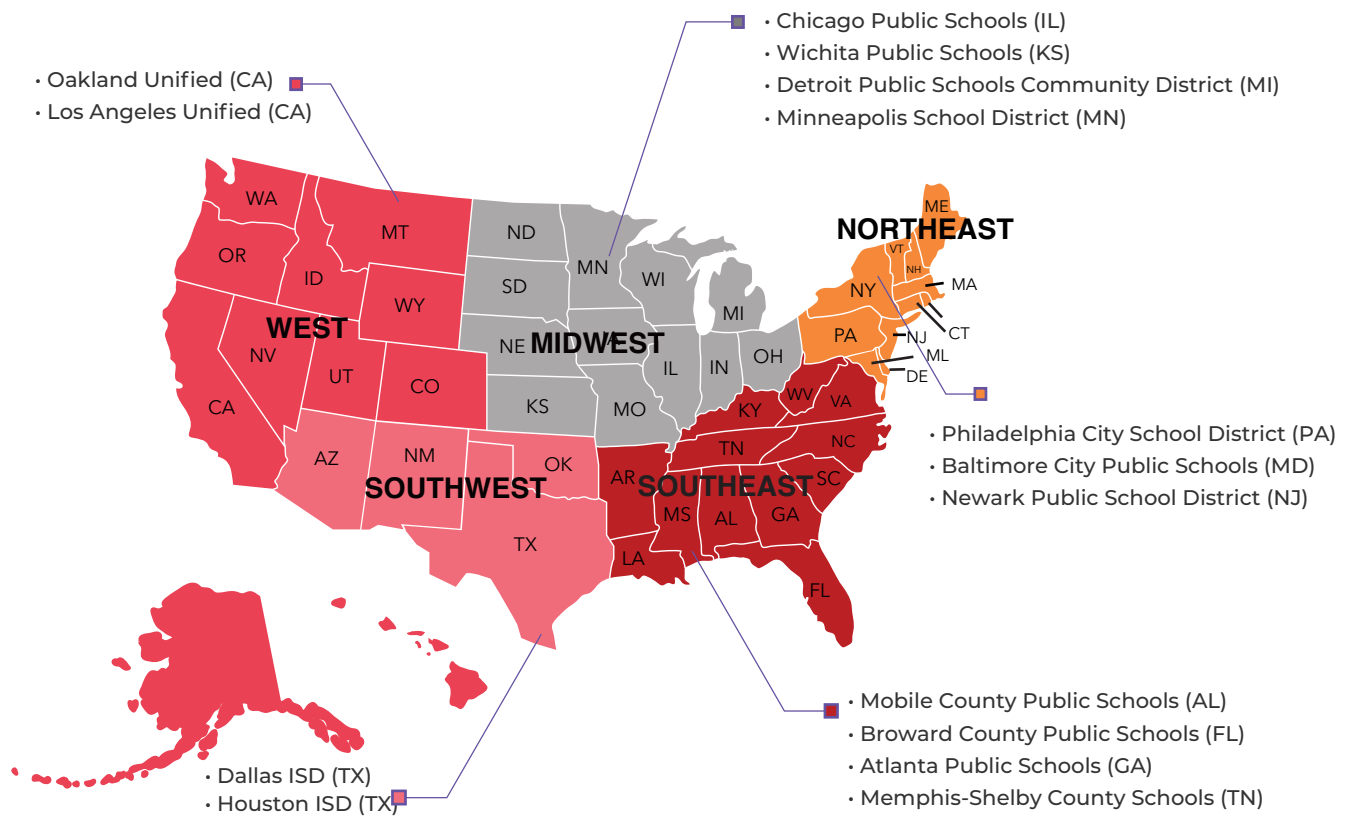 • Chicago Public Schools (IL)
• Wichita Public Schools (KS)
• Detroit Public Schools Community District (MI)
• Minneapolis School District (MN)
• Oakland Unified (CA)
• Los Angeles Unified (CA)
WA
OR
ID
MT
WY
WEST
NV
UT
CO
CA
ND
SD
MN
WI
MI
NE
MIDWEST
IA
IL
IN
OH
KS
MO
ME
NORTHEAST
VT
NH
NY
MA
PA
CT
NJ
ML
DE
• Philadelphia City School District (PA)
• Baltimore City Public Schools (MD)
• Newark Public School District (NJ)
AZ
NM
OK
SOUTHWEST
TX
KY
WV
VA
TN
NC
AR
SOUTHEAST
SC
MS
AL
GA
LA
FL
• Mobile County Public Schools (AL)
• Broward County Public Schools (FL)
• Atlanta Public Schools (GA)
• Memphis-Shelby County Schools (TN)
• Dallas ISD (TX)
• Houston ISD (TX)